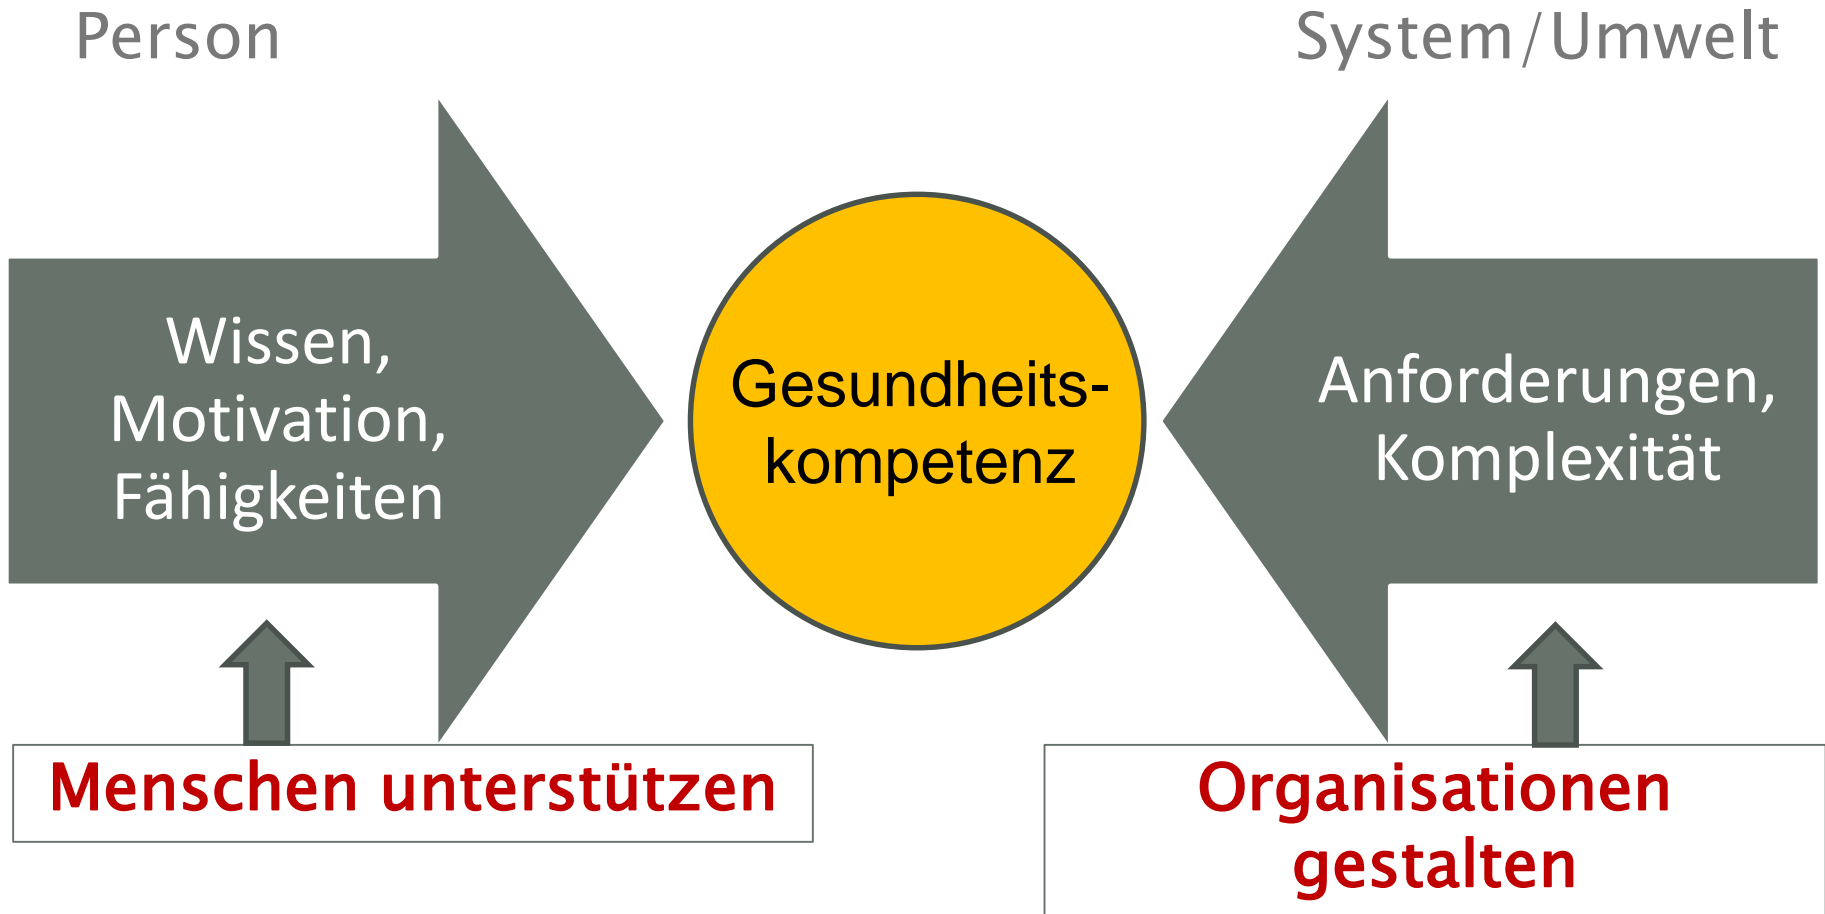 Person
System/Umwelt
Wissen,
Motivation,
Fähigkeiten
Gesundheits-
kompetenz
Anforderungen,
Komplexität
Menschen unterstützen
Organisationen
gestalten